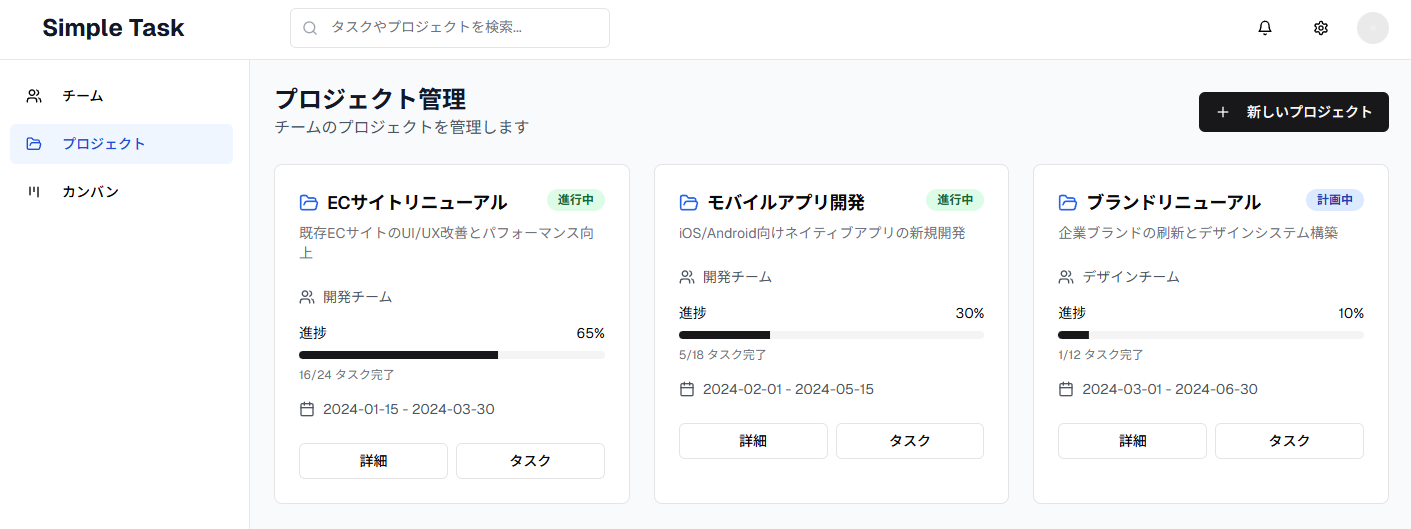 Simple Task
タスクやプロジェクトを検索...
チーム
プロジェクト
カンバン
プロジェクト管理
チームのプロジェクトを管理します
新しいプロジェクト
ECサイトリニューアル
進行中
既存ECサイトのUI/UX改善とパフォーマンス向
上
開発チーム
進捗
65%
16/24 タスク完了
2024-01-15 - 2024-03-30
詳細
タスク
モバイルアプリ開発
進行中
iOS/Android向けネイティブアプリの新規開発
開発チーム
進捗
30%
5/18 タスク完了
2024-02-01 - 2024-05-15
詳細
タスク
ブランドリニューアル
計画中
企業ブランドの刷新とデザインシステム構築
デザインチーム
進捗
10%
1/12 タスク完了
2024-03-01 - 2024-06-30
詳細
タスク